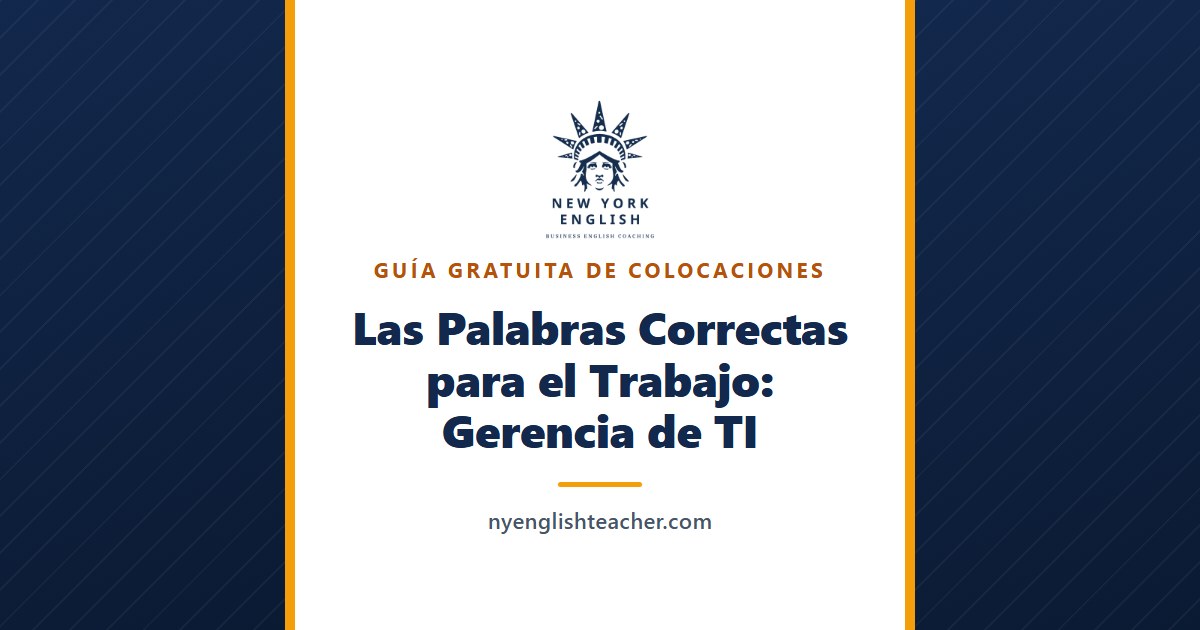 NEW YORK
ENGLISH
BUSINESS ENGLISH COACHING
GUÍA GRATUITA DE COLOCACIONES
Las Palabras Correctas
para el Trabajo:
Gerencia de TI
nyenglishteacher.com